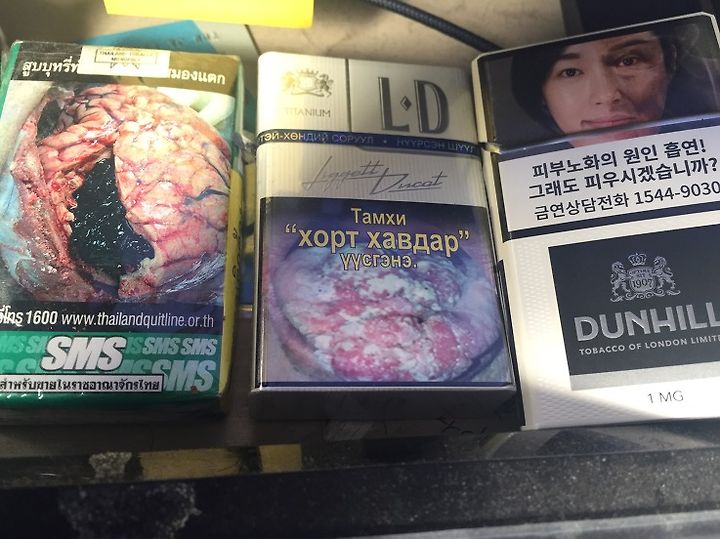 สูบบุหรี่
มองแตก
1600 www.thailandquitline.or.th
SMS SMS
SMS
SMS
สำหรับขายในราชอาณาจักรไทย
TITANIUM
L·D
ТЭЙ-ХӨНДИЙ СОРУУЛ • НҮҮРСЭН ШҮҮЛ
Liggett Ducat
Тамхи
“хорт хавдар”
үүсгэнэ.
피부노화의 원인 흡연!
그래도 피우시겠습니까?
금연상담전화 1544-9030
1907
DUNHILL
TOBACCO OF LONDON LIMITE
1 MG